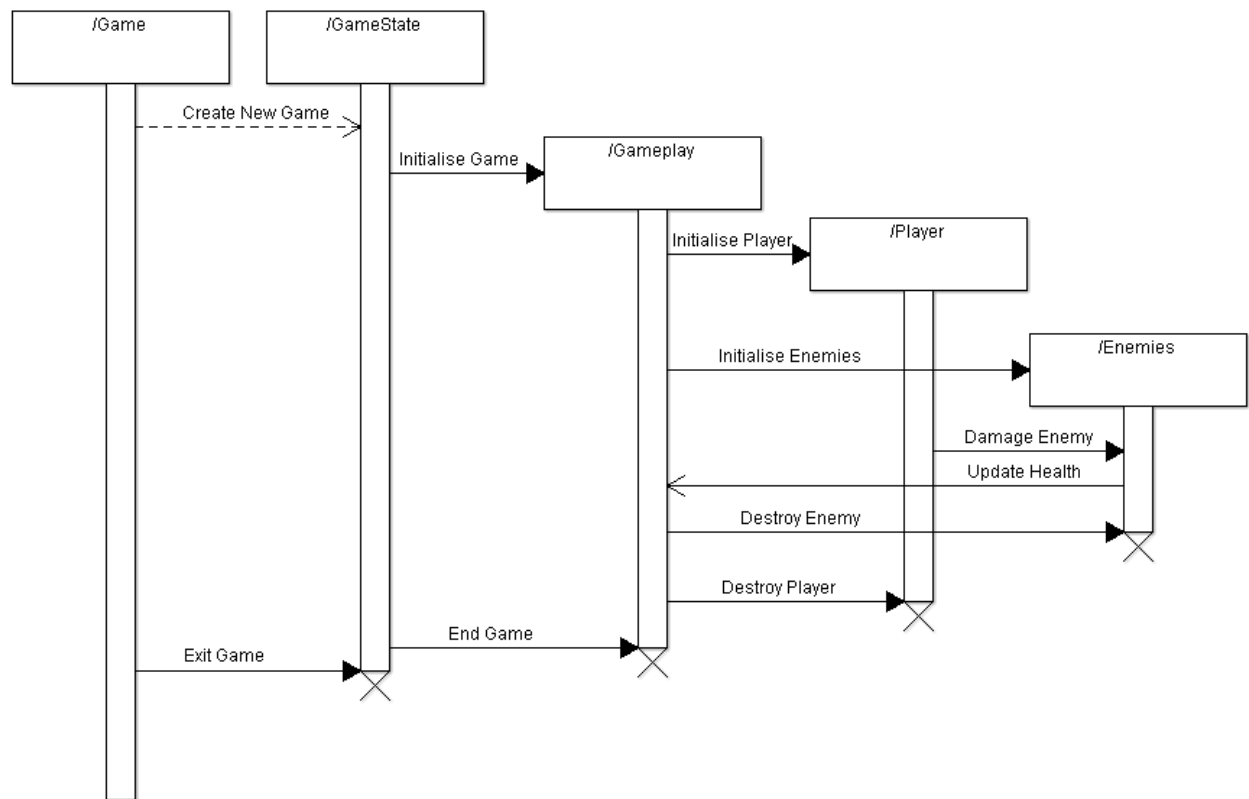 /Game
/GameState
Create New Game
/Gameplay
Initialise Game
/Player
Initialise Player
/Enemies
Initialise Enemies
Damage Enemy
Update Health
Destroy Enemy
Destroy Player
End Game
Exit Game